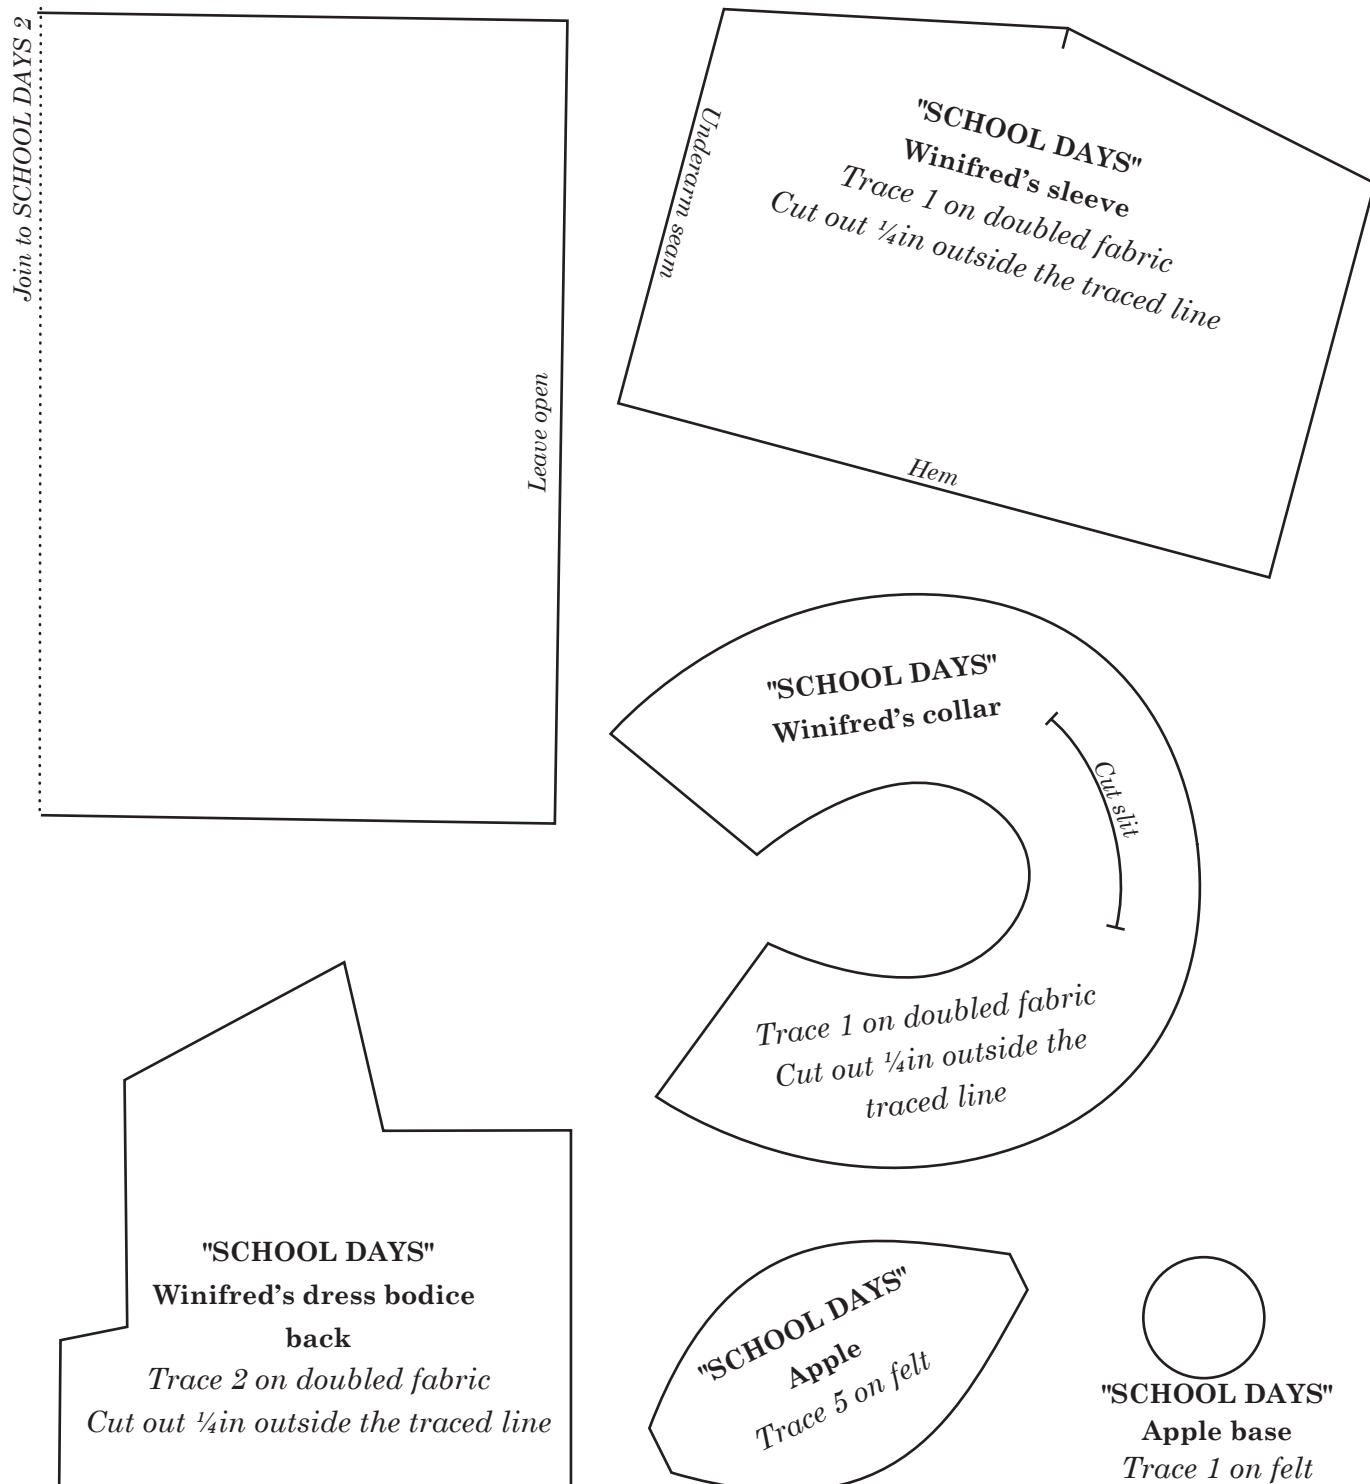 Join to SCHOOL DAYS 2
Leave open
Underarm seam
"SCHOOL DAYS"
Winifred’s sleeve
Trace 1 on doubled fabric
Cut out ¼in outside the traced line
Hem
"SCHOOL DAYS"
Winifred’s collar
Cut slit
Trace 1 on doubled fabric
Cut out ¼in outside the
traced line
"SCHOOL DAYS"
Winifred’s dress bodice
back
Trace 2 on doubled fabric
Cut out ¼in outside the traced line
"SCHOOL DAYS"
Apple
Trace 5 on felt
"SCHOOL DAYS"
Apple base
Trace 1 on felt